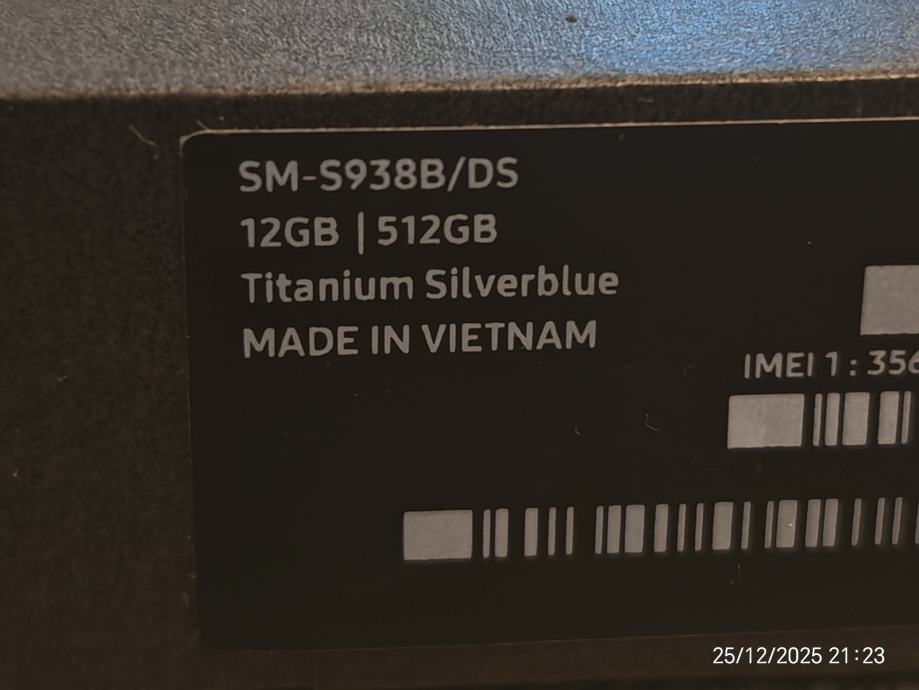 SM-S938B/DS
12GB | 512GB
Titanium Silverblue
MADE IN VIETNAM
IMEI 1 : 356
25/12/2025 21:23